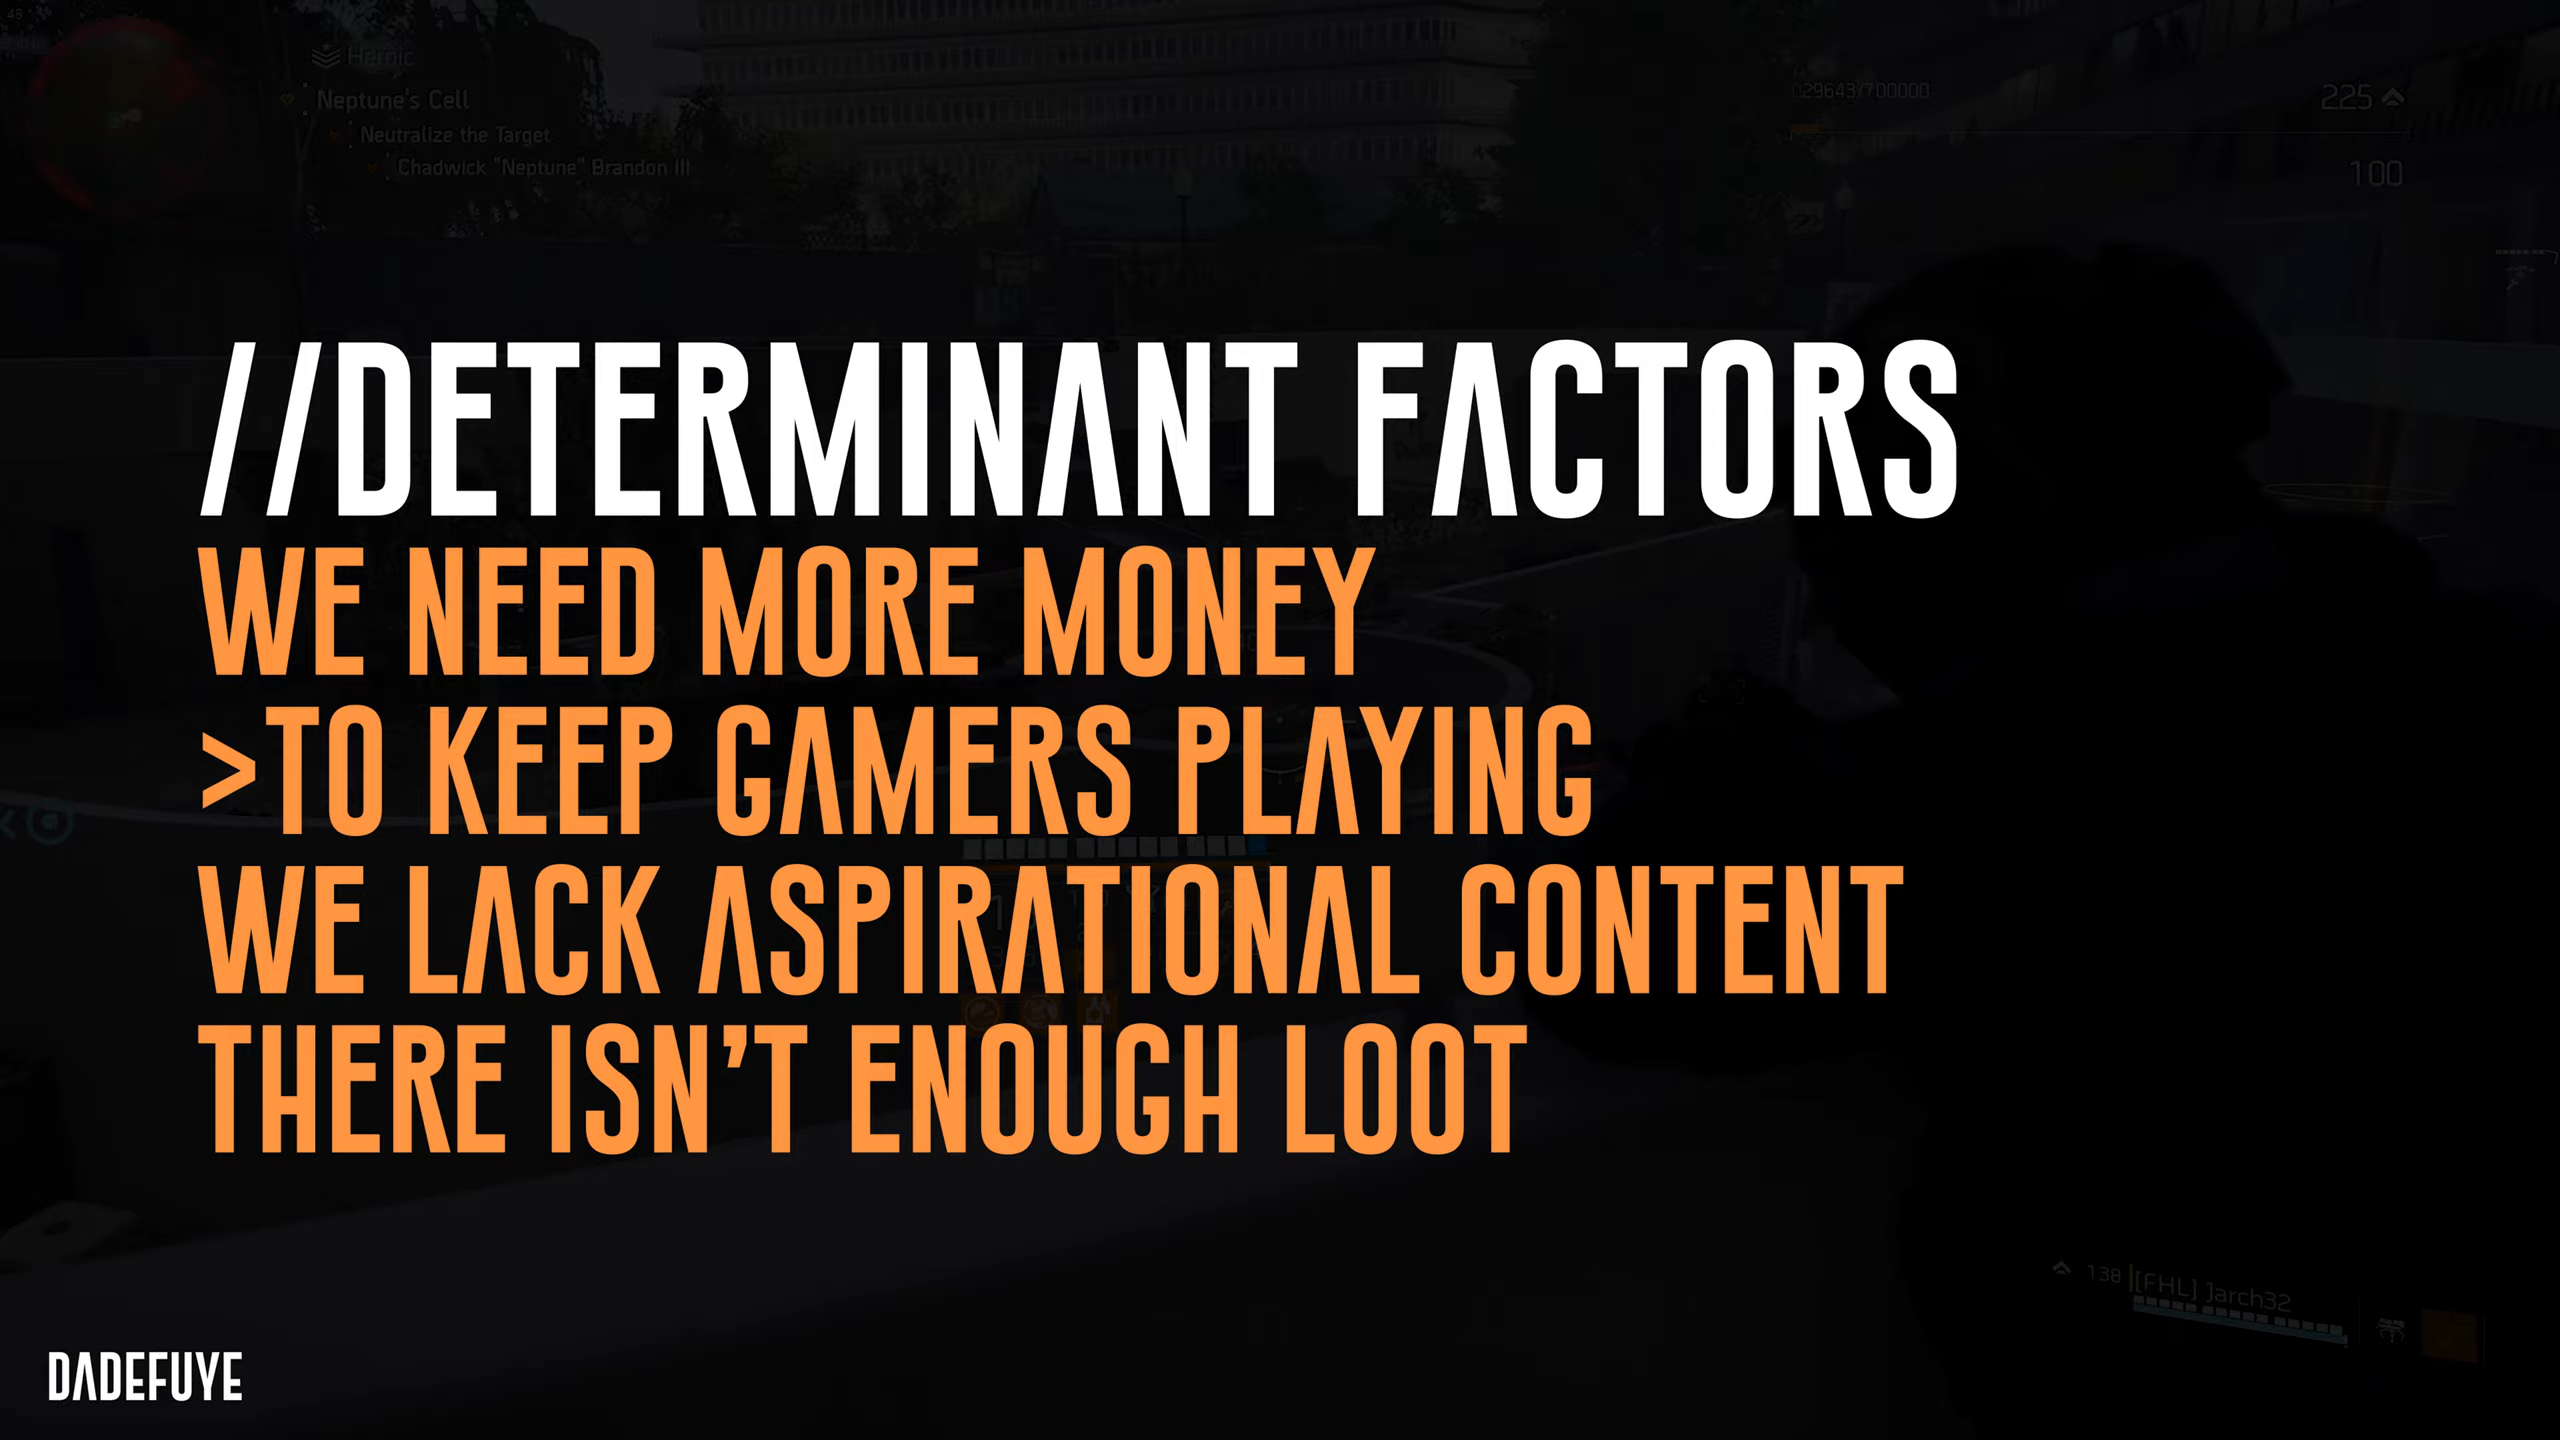 Heroic
Neptune's Cell
Neutralize the Target
Chadwick "Neptune" Brandon III
225
100
//DETERMINANT FACTORS
WE NEED MORE MONEY
>TO KEEP GAMERS PLAYING
WE LACK ASPIRATIONAL CONTENT
THERE ISN'T ENOUGH LOOT
138 [FHL] Jarch32
DADEFUYE